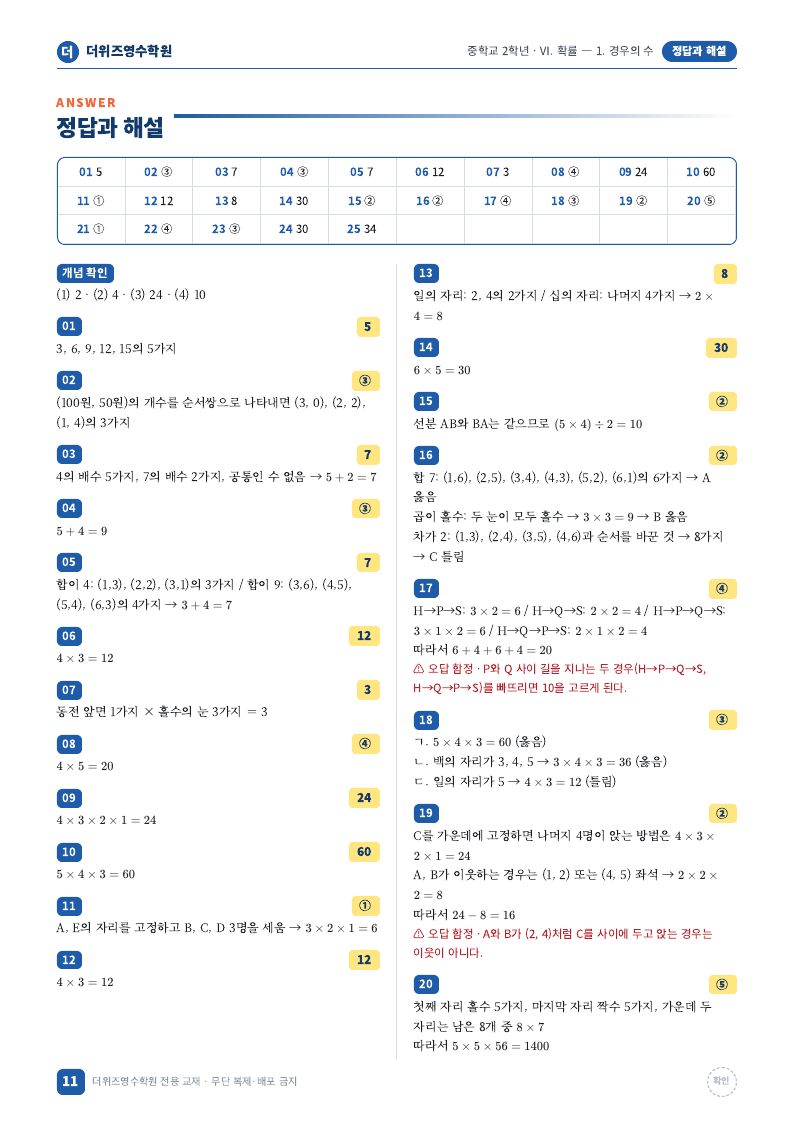 더 더위즈영수학원
중학교 2학년 · VI. 확률 — 1. 경우의 수 정답과 해설
ANSWER
정답과 해설
01 5 02 ③ 03 7 04 ③ 05 7 06 12 07 3 08 ④ 09 24 10 60
11 ① 12 12 13 8 14 30 15 ② 16 ② 17 ④ 18 ③ 19 ② 20 ⑤
21 ① 22 ④ 23 ③ 24 30 25 34
개념 확인
(1) 2 · (2) 4 · (3) 24 · (4) 10
01 5
3, 6, 9, 12, 15의 5가지
02 ③
(100원, 50원)의 개수를 순서쌍으로 나타내면 (3, 0), (2, 2),
(1, 4)의 3가지
03 7
4의 배수 5가지, 7의 배수 2가지, 공통인 수 없음 → 5 + 2 = 7
04 ③
5 + 4 = 9
05 7
합이 4: (1,3), (2,2), (3,1)의 3가지 / 합이 9: (3,6), (4,5),
(5,4), (6,3)의 4가지 → 3 + 4 = 7
06 12
4 × 3 = 12
07 3
동전 앞면 1가지 × 홀수의 눈 3가지 = 3
08 ④
4 × 5 = 20
09 24
4 × 3 × 2 × 1 = 24
10 60
5 × 4 × 3 = 60
11 ①
A, E의 자리를 고정하고 B, C, D 3명을 세움 → 3 × 2 × 1 = 6
12 12
4 × 3 = 12
13 8
일의 자리: 2, 4의 2가지 / 십의 자리: 나머지 4가지 → 2 ×
4 = 8
14 30
6 × 5 = 30
15 ②
선분 AB와 BA는 같으므로 (5 × 4) ÷ 2 = 10
16 ②
합 7: (1,6), (2,5), (3,4), (4,3), (5,2), (6,1)의 6가지 → A
옳음
곱이 홀수: 두 눈이 모두 홀수 → 3 × 3 = 9 → B 옳음
차가 2: (1,3), (2,4), (3,5), (4,6)과 순서를 바꾼 것 → 8가지
→ C 틀림
17 ④
H→P→S: 3 × 2 = 6 / H→Q→S: 2 × 2 = 4 / H→P→Q→S:
3 × 1 × 2 = 6 / H→Q→P→S: 2 × 1 × 2 = 4
따라서 6 + 4 + 6 + 4 = 20
⚠ 오답 함정 · P와 Q 사이 길을 지나는 두 경우(H→P→Q→S,
H→Q→P→S)를 빠뜨리면 10을 고르게 된다.
18 ③
ㄱ. 5 × 4 × 3 = 60 (옳음)
ㄴ. 백의 자리가 3, 4, 5 → 3 × 4 × 3 = 36 (옳음)
ㄷ. 일의 자리가 5 → 4 × 3 = 12 (틀림)
19 ②
C를 가운데에 고정하면 나머지 4명이 앉는 방법은 4 × 3 ×
2 × 1 = 24
A, B가 이웃하는 경우는 (1, 2) 또는 (4, 5) 좌석 → 2 × 2 ×
2 = 8
따라서 24 − 8 = 16
⚠ 오답 함정 · A와 B가 (2, 4)처럼 C를 사이에 두고 앉는 경우는
이웃이 아니다.
20 ⑤
첫째 자리 홀수 5가지, 마지막 자리 짝수 5가지, 가운데 두
자리는 남은 8개 중 8 × 7
따라서 5 × 5 × 56 = 1400
11 더위즈영수학원 전용 교재 · 무단 복제·배포 금지
확인